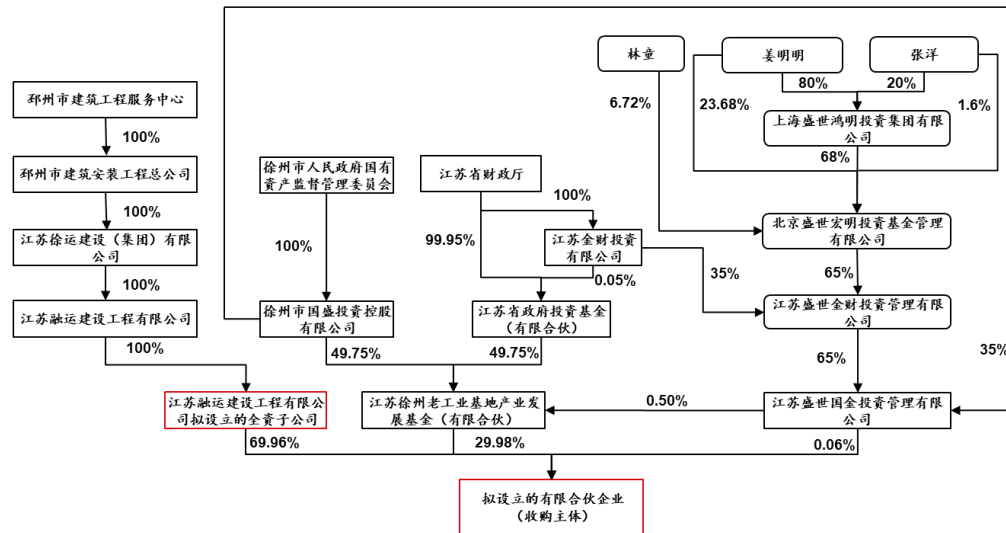 林童
姜明明
张洋
80%
20%
6.72%
23.68%
1.6%
邳州市建筑工程服务中心
上海盛世鸿明投资集团有限
公司
100%
68%
邳州市建筑安装工程总公司
徐州市人民政府国有
资产监督管理委员会
江苏省财政厅
100%
100%
江苏徐运建设（集团）有限
公司
100%
99.95%
江苏金财投资
有限公司
北京盛世宏明投资基金管理
有限公司
100%
0.05%
35%
65%
江苏融运建设工程有限公司
徐州市国盛投资控股
有限公司
江苏省政府投资基金
（有限合伙）
江苏盛世金财投资管理有限
公司
100%
49.75%
49.75%
65%
35%
江苏融运建设工程有限公
司拟设立的全资子公司
江苏徐州老工业基地产业发
展基金（有限合伙）
0.50%
江苏盛世国金投资管理有限
公司
69.96%
29.98%
0.06%
拟设立的有限合伙企业
（收购主体）